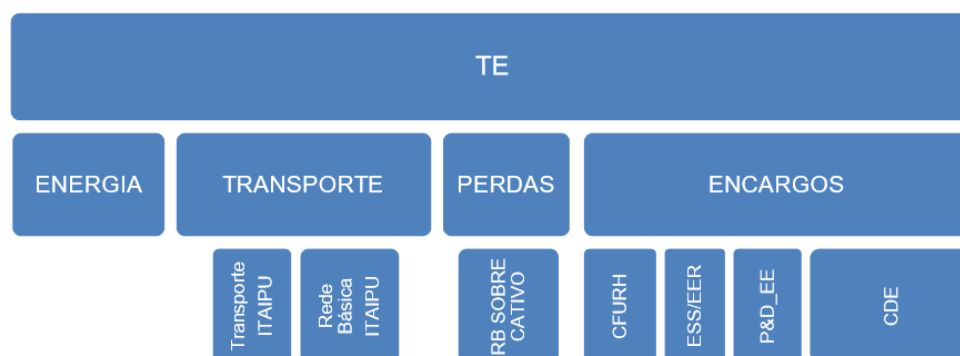 TE
ENERGIA
TRANSPORTE
PERDAS
ENCARGOS
Transporte
ITAIPU
Rede
Básica
ITAIPU
RB SOBRE
CATIVO
CFURH
ESS/EER
P&D_EE
CDE